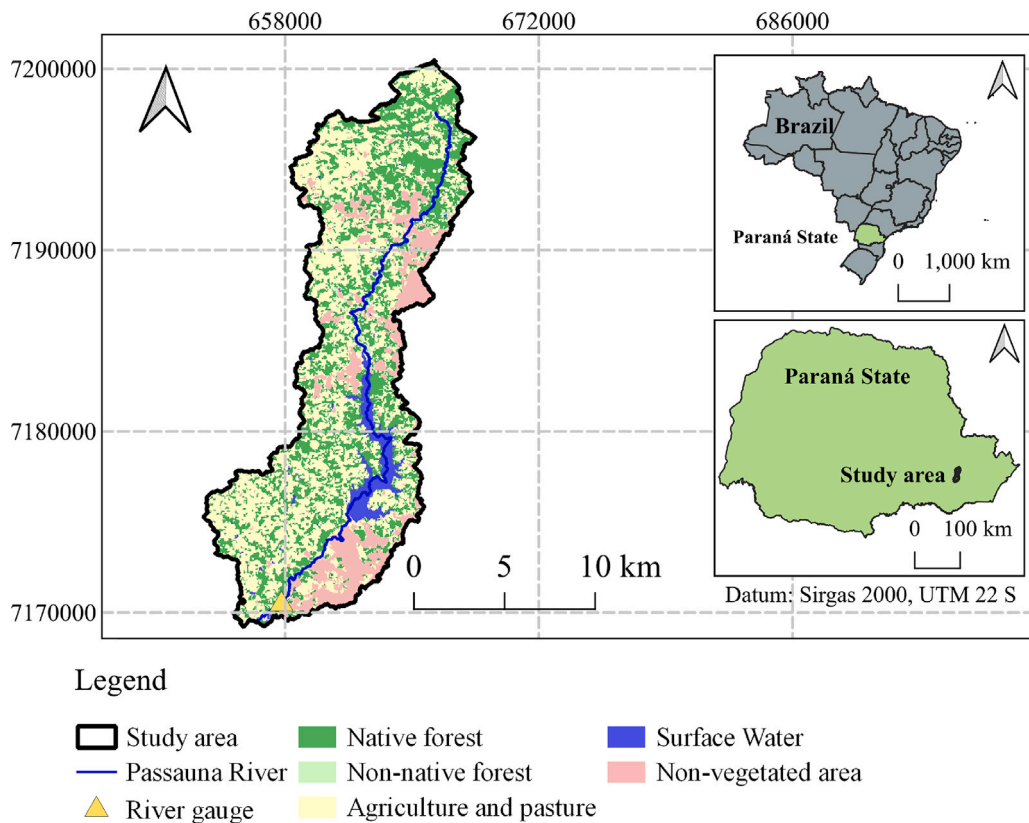 658000 672000 686000
7200000
7190000
7180000
7170000
0 5 10 km
Brazil
Paraná State
0 1,000 km
Paraná State
Study area
0 100 km
Datum: Sirgas 2000, UTM 22 S
Legend
Study area
Passauna River
River gauge
Native forest
Non-native forest
Agriculture and pasture
Surface Water
Non-vegetated area